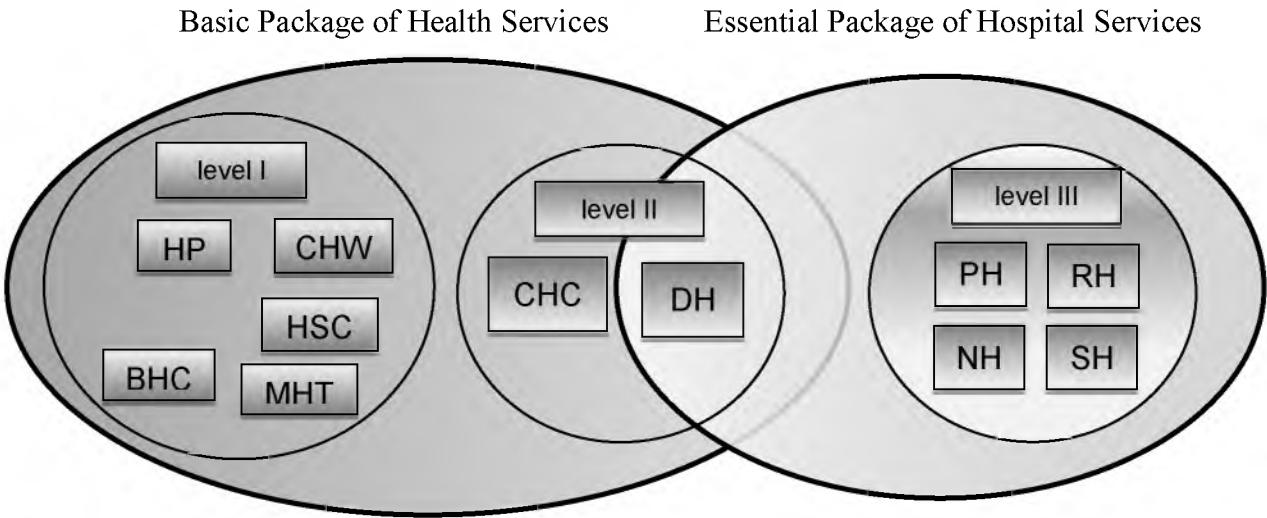 Basic Package of Health Services
Essential Package of Hospital Services
level I
HP
CHW
HSC
BHC
MHT
level II
CHC
DH
level III
PH
RH
NH
SH